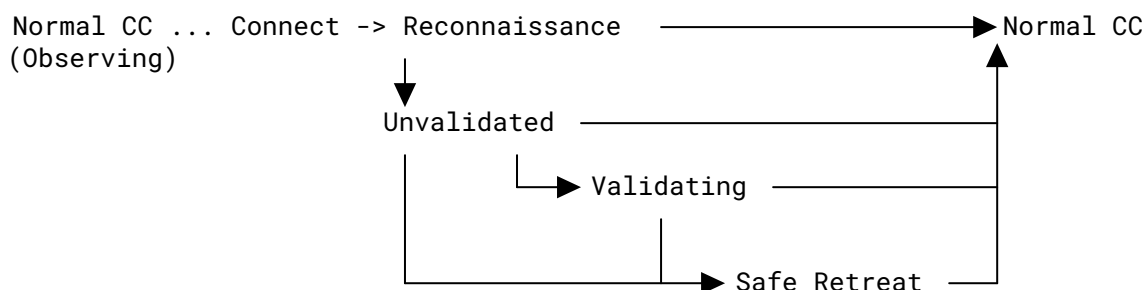 Normal CC ... Connect -> Reconnaissance Normal CC
(Observing)
Unvalidated
Validating
Safe Retreat